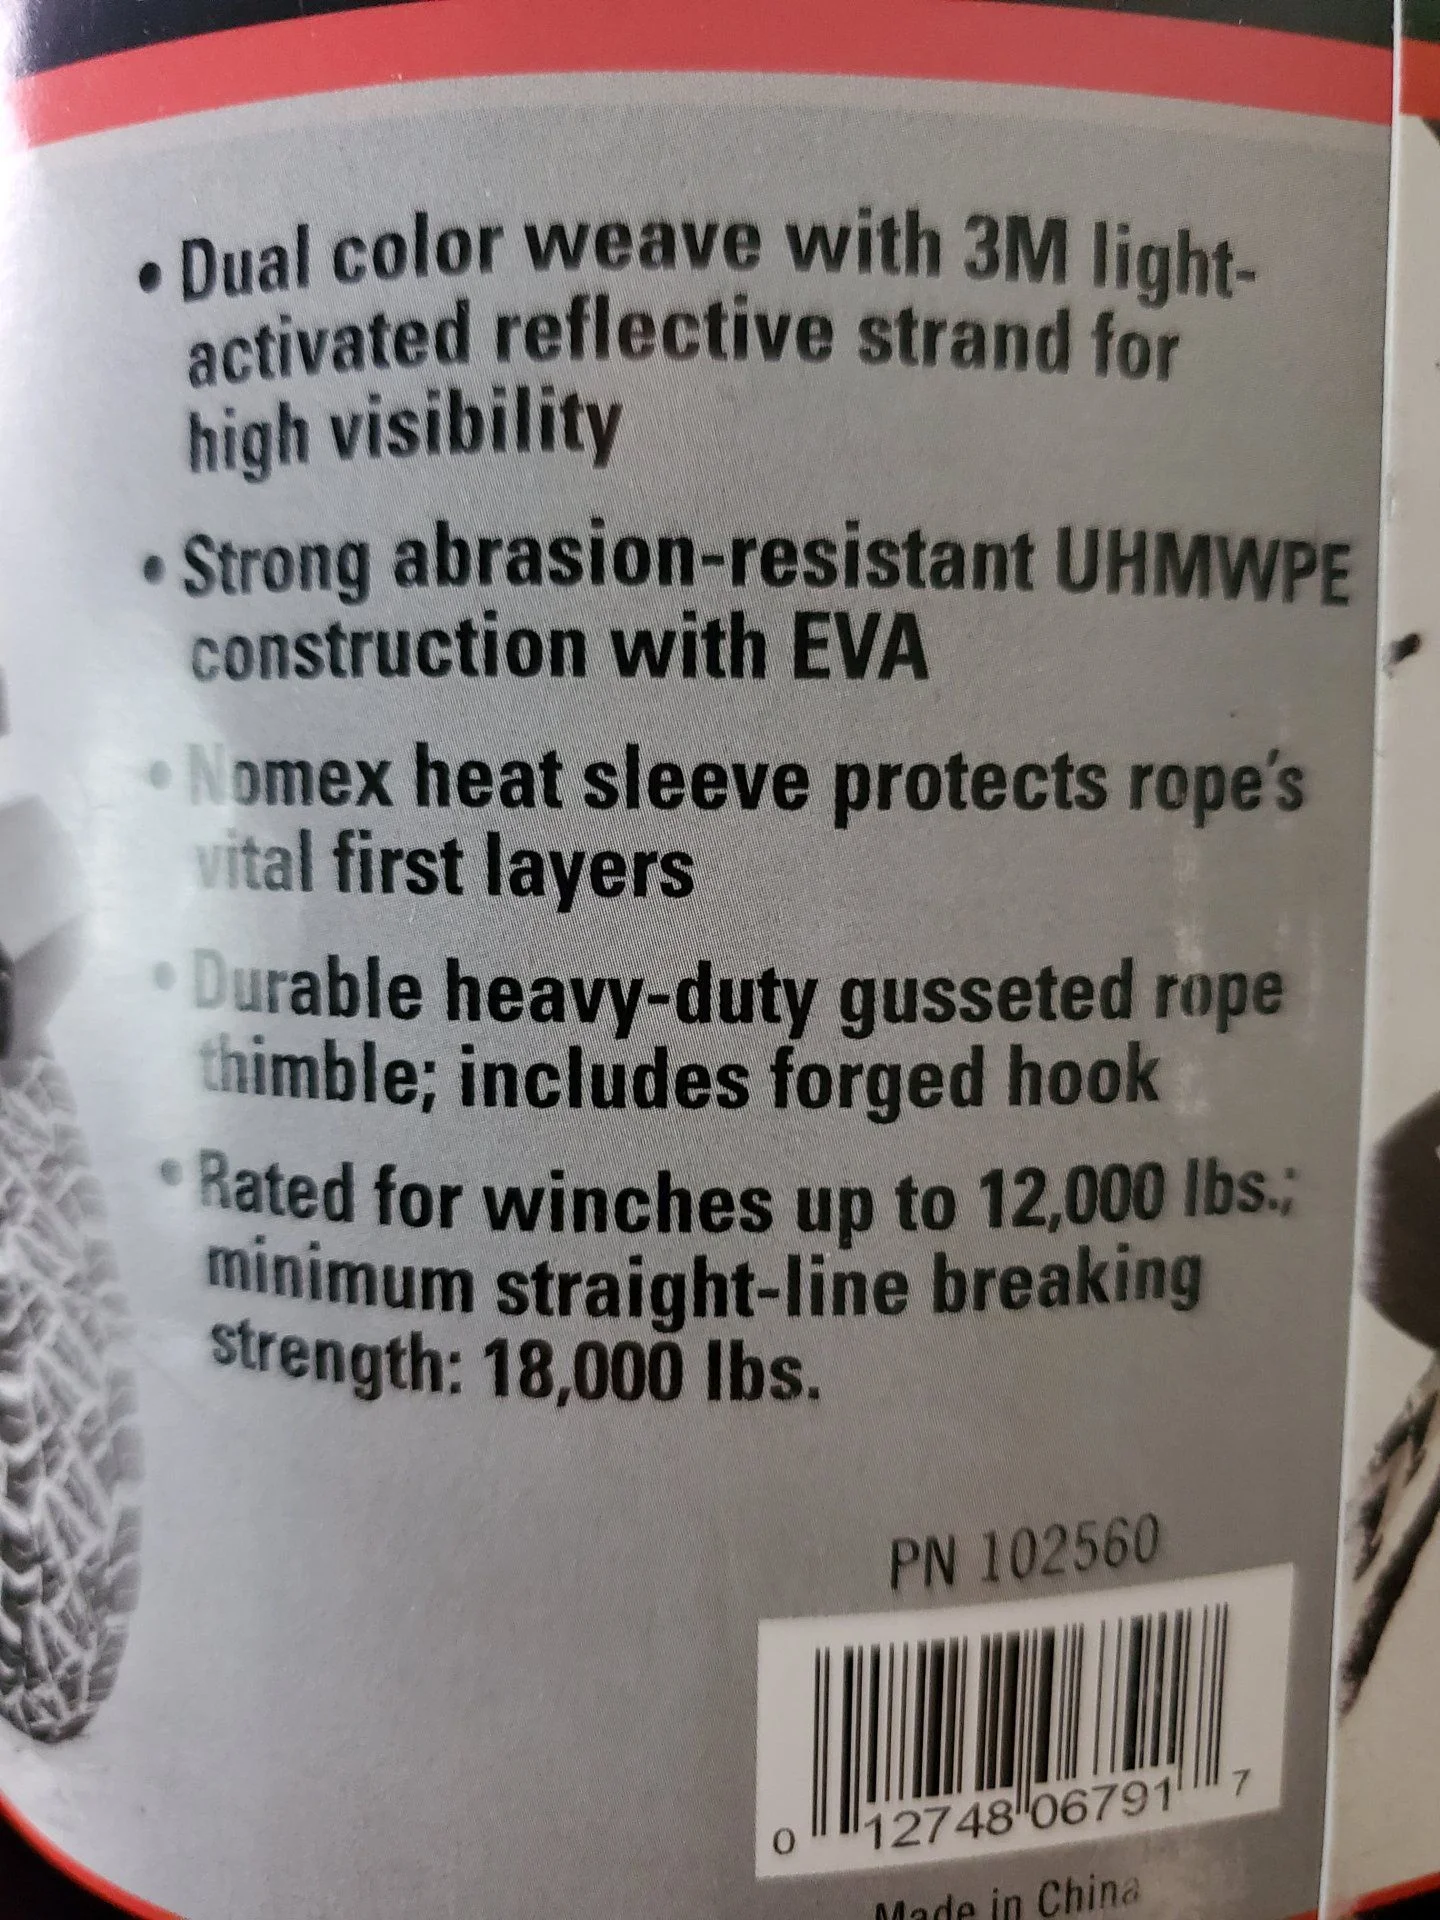 • Dual color weave with 3M light-
activated reflective strand for
high visibility
• Strong abrasion-resistant UHMWPE
construction with EVA
• Nomex heat sleeve protects rope's
vital first layers
• Durable heavy-duty gusseted rope
thimble; includes forged hook
• Rated for winches up to 12,000 lbs.;
minimum straight-line breaking
strength: 18,000 lbs.
PN 102560
0 12748 06791 7
Made in China